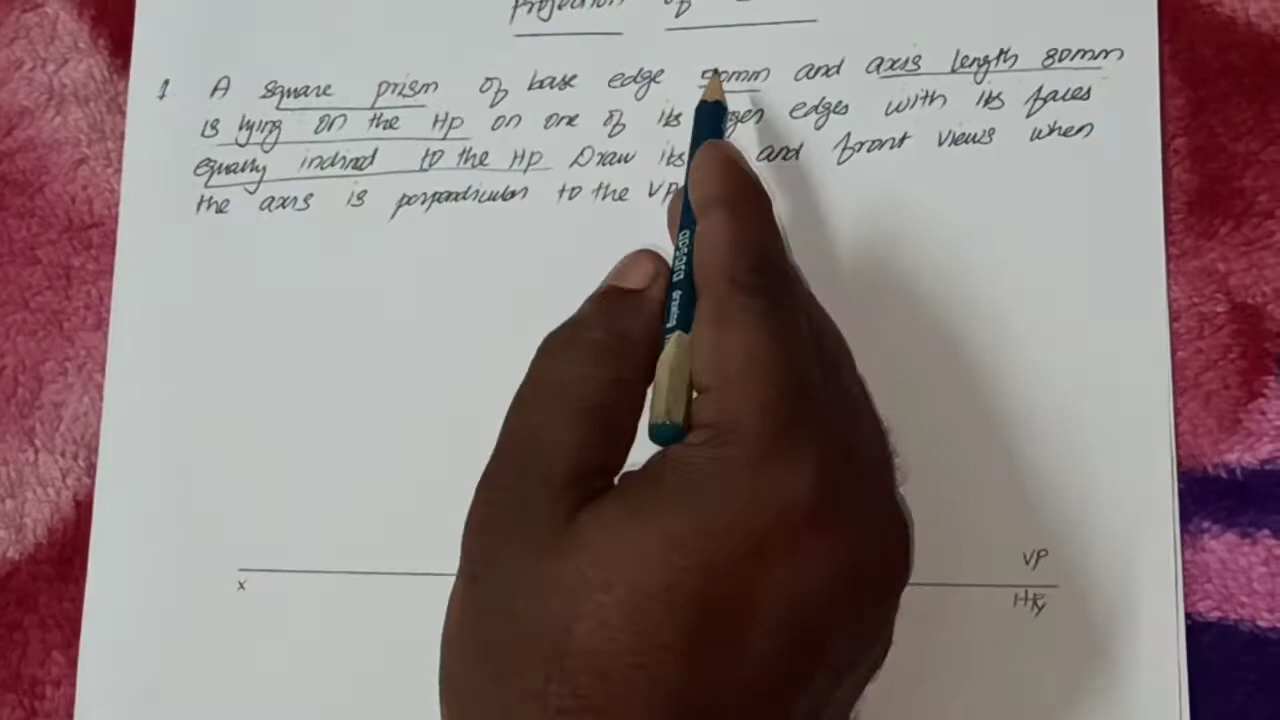 Projection of
1 A square prism of base edge 50mm and axis length 80mm
is lying on the HP on one of its edges with its faces
equally inclined to the HP Draw its and front views when
the axis is perpendicular to the VP
VP
x
HP y
apsara